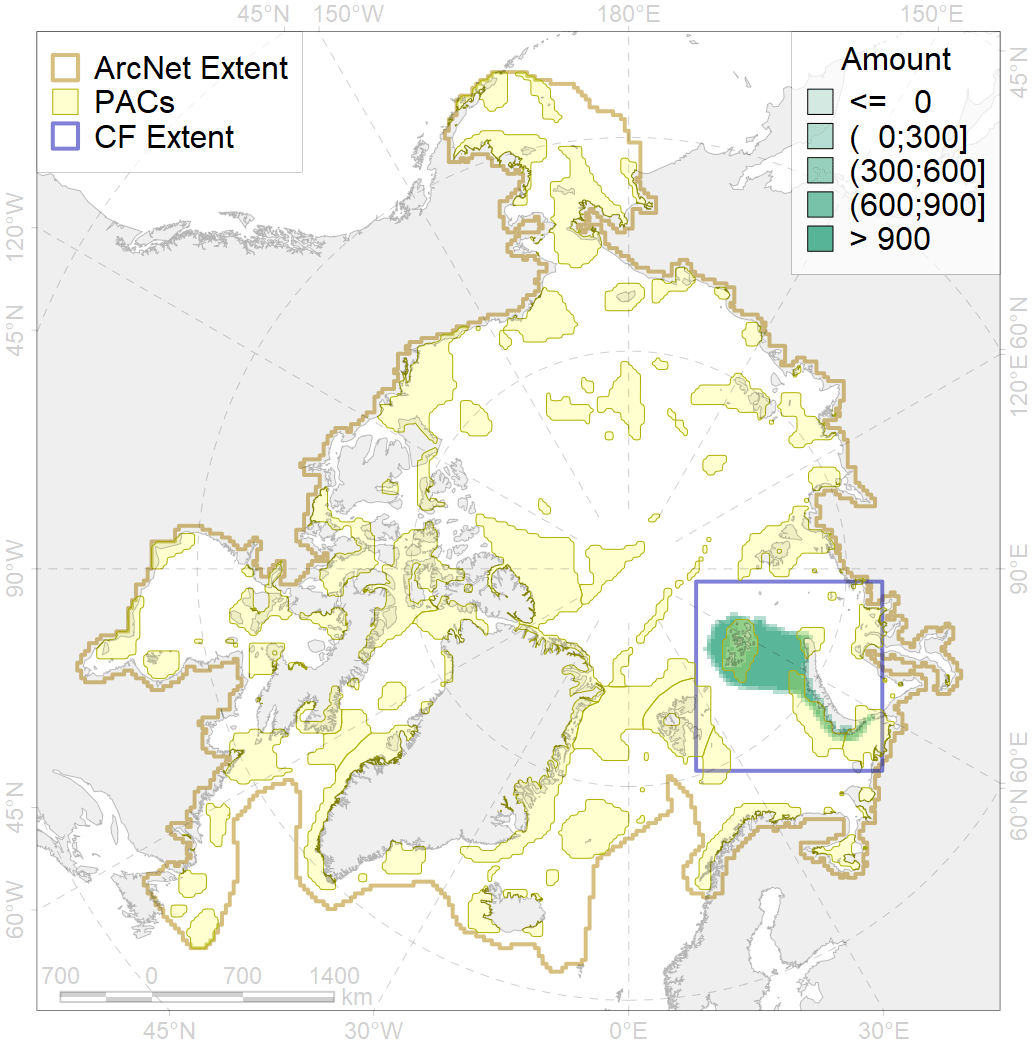 45°N 150°W 180°E 150°E
ArcNet Extent
PACs
CF Extent
Amount
<= 0
( 0;300]
(300;600]
(600;900]
> 900
120°W
45°N
90°W
45°N
60°W
45°N
60°N
120°E
90°E
60°E
60°N
700 0 700 1400
km
45°N 30°W 0°E 30°E